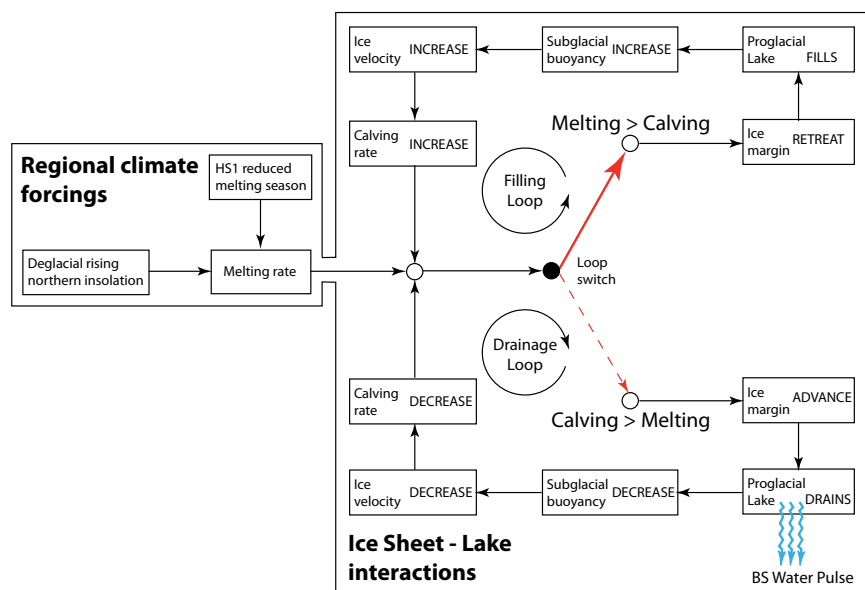 Ice
velocity INCREASE
Subglacial
buoyancy INCREASE
Proglacial
Lake FILLS
Calving
rate INCREASE
Melting > Calving
Ice
margin RETREAT
Regional climate
forcings
HS1 reduced
melting season
Filling
Loop
Deglacial rising
northern insolation
Melting rate
Loop
switch
Drainage
Loop
Calving
rate DECREASE
Calving > Melting
Ice
margin ADVANCE
Ice
velocity DECREASE
Subglacial
buoyancy DECREASE
Proglacial
Lake DRAINS
Ice Sheet - Lake
interactions
BS Water Pulse